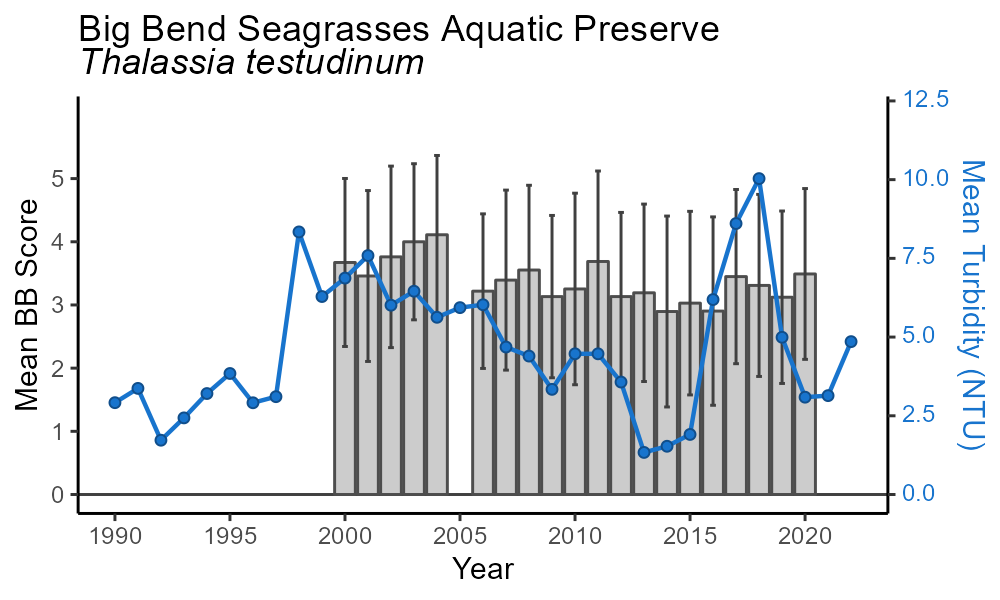 Big Bend Seagrasses Aquatic Preserve
Thalassia testudinum
Mean BB Score
5
4
3
2
1
0
12.5
10.0
7.5
5.0
2.5
0.0
Mean Turbidity (NTU)
1990 1995 2000 2005 2010 2015 2020
Year